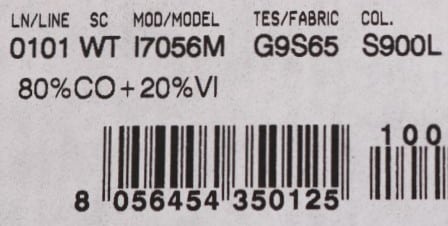 LN/LINE SC MOD/MODEL TES/FABRIC COL.
0101 WT I7056M G9S65 S900L
80%CO+20%VI
100
8 056454 350125